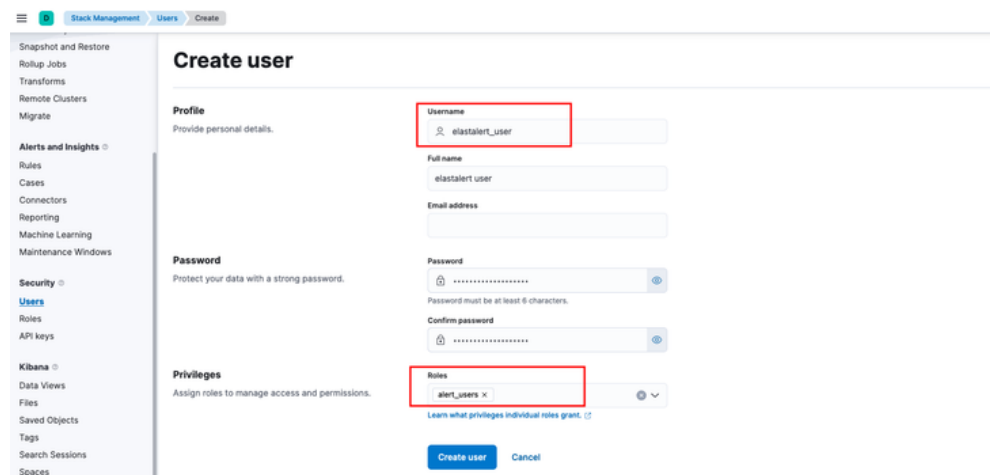 D Stack Management Users Create
Snapshot and Restore
Rollup Jobs
Transforms
Remote Clusters
Migrate
Alerts and Insights
Rules
Cases
Connectors
Reporting
Machine Learning
Maintenance Windows
Security
Users
Roles
API keys
Kibana
Data Views
Files
Saved Objects
Tags
Search Sessions
Spaces
Create user
Profile
Provide personal details.
Username
elastalert_user
Full name
elastalert user
Email address
Password
Protect your data with a strong password.
Password
Password must be at least 6 characters.
Confirm password
Privileges
Assign roles to manage access and permissions.
Roles
alert_users ×
Learn what privileges individual roles grant.
Create user Cancel